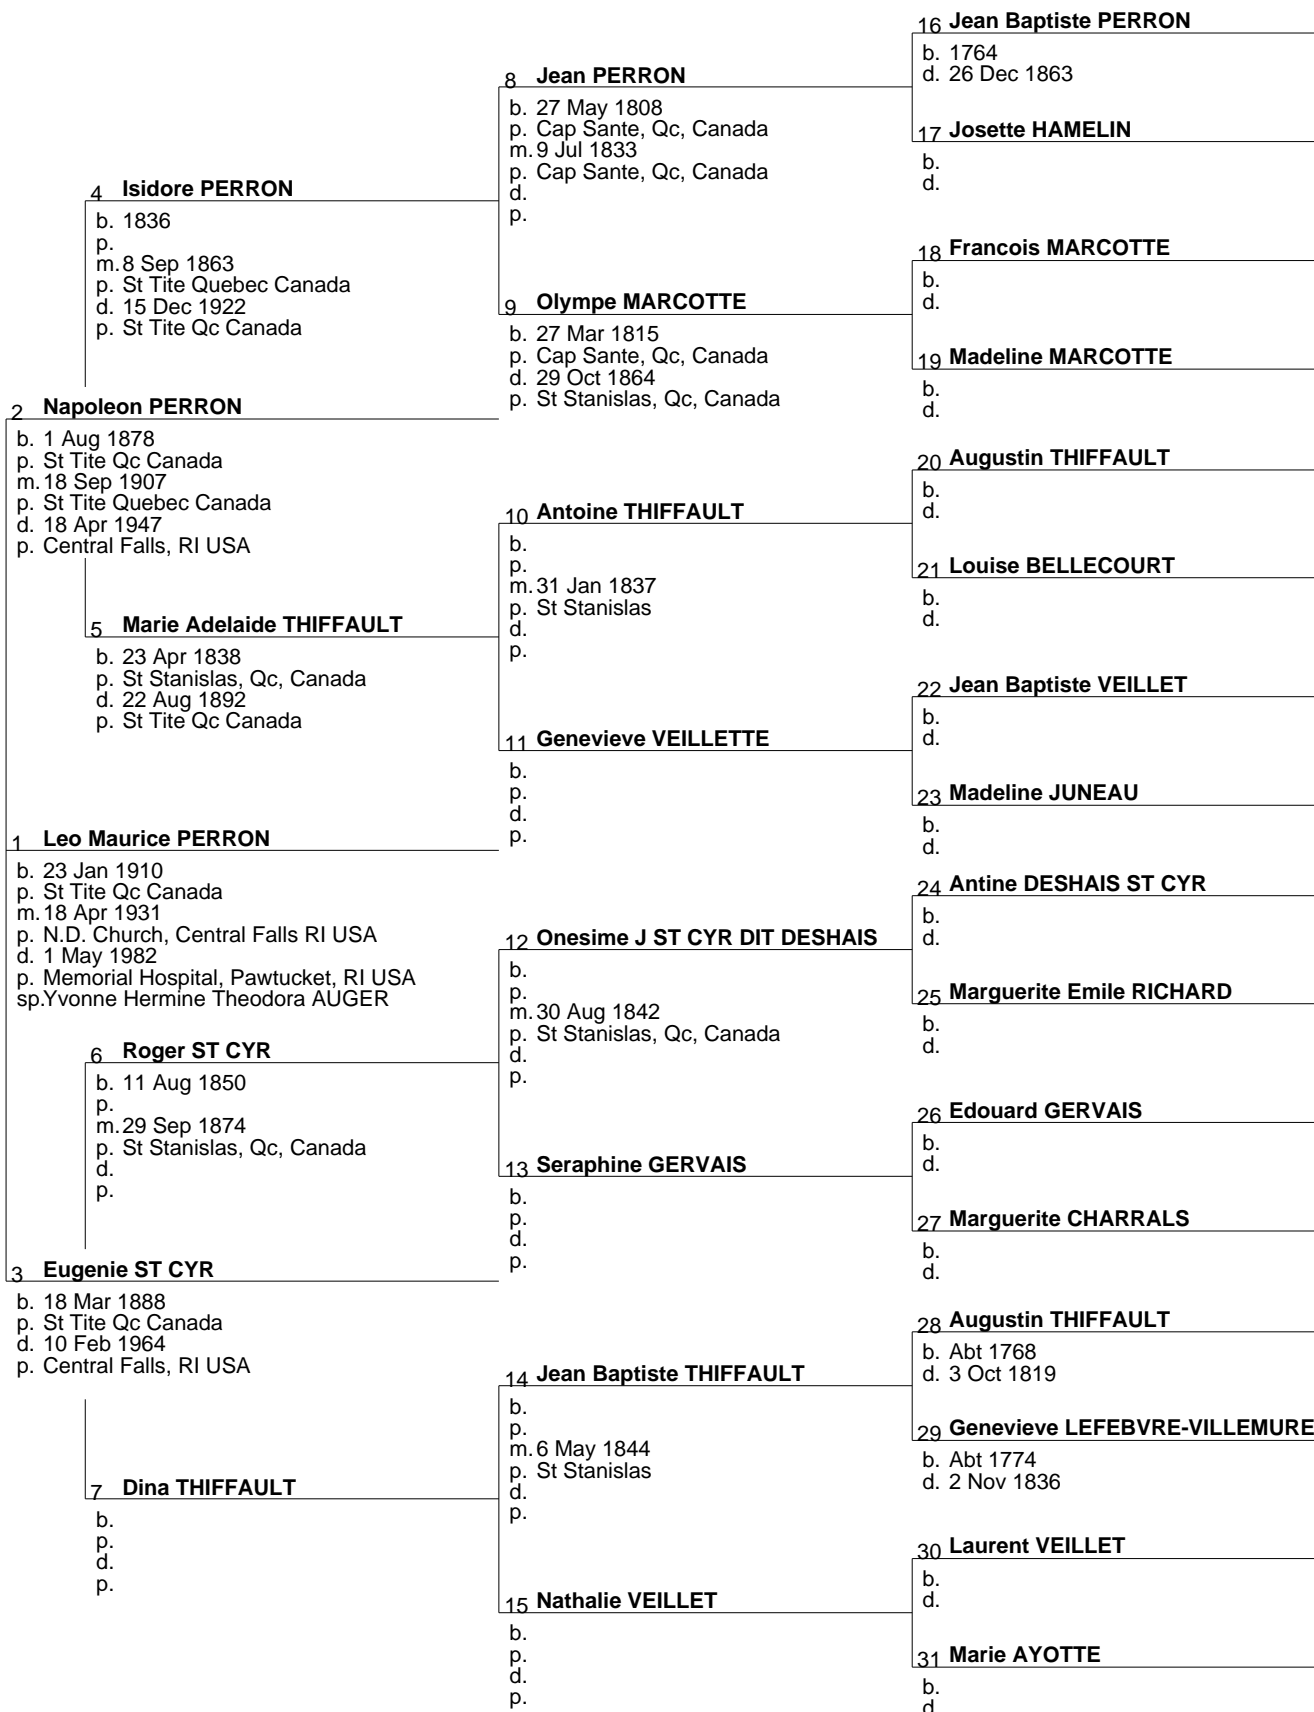 16 Jean Baptiste PERRON
b. 1764
d. 26 Dec 1863
8 Jean PERRON
b. 27 May 1808
p. Cap Sante, Qc, Canada
m. 9 Jul 1833
p. Cap Sante, Qc, Canada
d.
p.
17 Josette HAMELIN
b.
d.
4 Isidore PERRON
b. 1836
p.
m. 8 Sep 1863
p. St Tite Quebec Canada
d. 15 Dec 1922
p. St Tite Qc Canada
18 Francois MARCOTTE
b.
d.
9 Olympe MARCOTTE
b. 27 Mar 1815
p. Cap Sante, Qc, Canada
d. 29 Oct 1864
p. St Stanislas, Qc, Canada
19 Madeline MARCOTTE
b.
d.
2 Napoleon PERRON
b. 1 Aug 1878
p. St Tite Qc Canada
m. 18 Sep 1907
p. St Tite Quebec Canada
d. 18 Apr 1947
p. Central Falls, RI USA
20 Augustin THIFFAULT
b.
d.
10 Antoine THIFFAULT
b.
p.
m. 31 Jan 1837
p. St Stanislas
d.
p.
21 Louise BELLECOURT
b.
d.
5 Marie Adelaide THIFFAULT
b. 23 Apr 1838
p. St Stanislas, Qc, Canada
d. 22 Aug 1892
p. St Tite Qc Canada
22 Jean Baptiste VEILLET
b.
d.
11 Genevieve VEILLETTE
b.
p.
d.
p.
23 Madeline JUNEAU
b.
d.
1 Leo Maurice PERRON
b. 23 Jan 1910
p. St Tite Qc Canada
m. 18 Apr 1931
p. N.D. Church, Central Falls RI USA
d. 1 May 1982
p. Memorial Hospital, Pawtucket, RI USA
sp. Yvonne Hermine Theodora AUGER
24 Antine DESHAIS ST CYR
b.
d.
12 Onesime J ST CYR DIT DESHAIS
b.
p.
m. 30 Aug 1842
p. St Stanislas, Qc, Canada
d.
p.
25 Marguerite Emile RICHARD
b.
d.
6 Roger ST CYR
b. 11 Aug 1850
p.
m. 29 Sep 1874
p. St Stanislas, Qc, Canada
d.
p.
26 Edouard GERVAIS
b.
d.
13 Seraphine GERVAIS
b.
p.
d.
p.
27 Marguerite CHARRALS
b.
d.
3 Eugenie ST CYR
b. 18 Mar 1888
p. St Tite Qc Canada
d. 10 Feb 1964
p. Central Falls, RI USA
28 Augustin THIFFAULT
b. Abt 1768
d. 3 Oct 1819
14 Jean Baptiste THIFFAULT
b.
p.
m. 6 May 1844
p. St Stanislas
d.
p.
29 Genevieve LEFEBVRE-VILLEMURE
b. Abt 1774
d. 2 Nov 1836
7 Dina THIFFAULT
b.
p.
d.
p.
30 Laurent VEILLET
b.
d.
15 Nathalie VEILLET
b.
p.
d.
p.
31 Marie AYOTTE
b.
d.